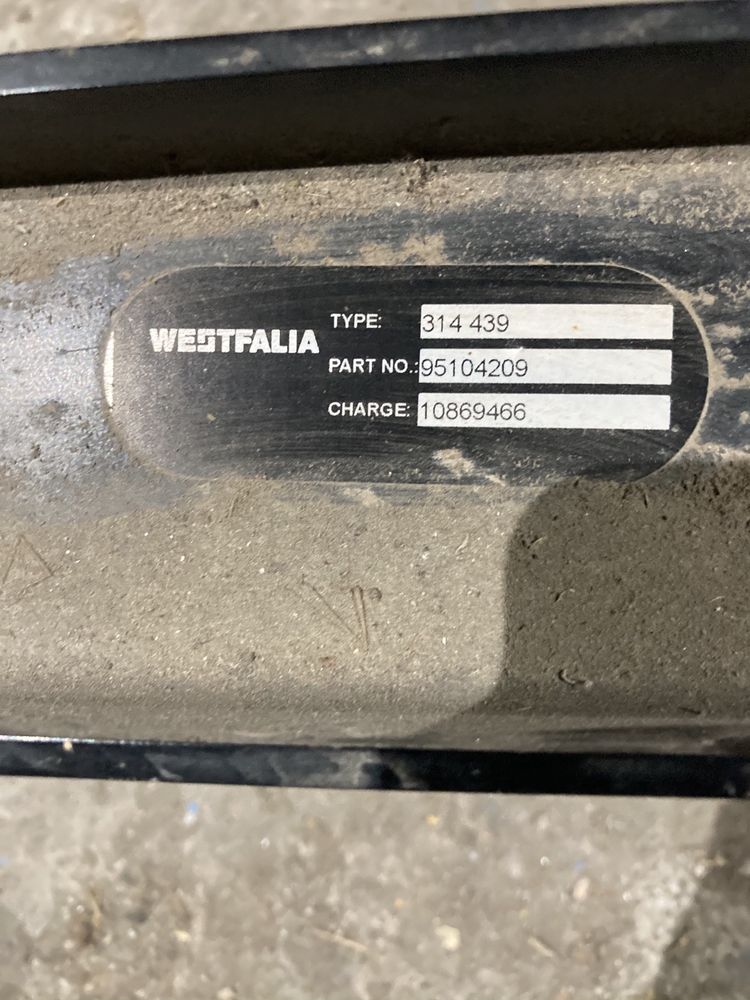 WESTFALIA
TYPE: 314 439
PART NO.: 95104209
CHARGE: 10869466